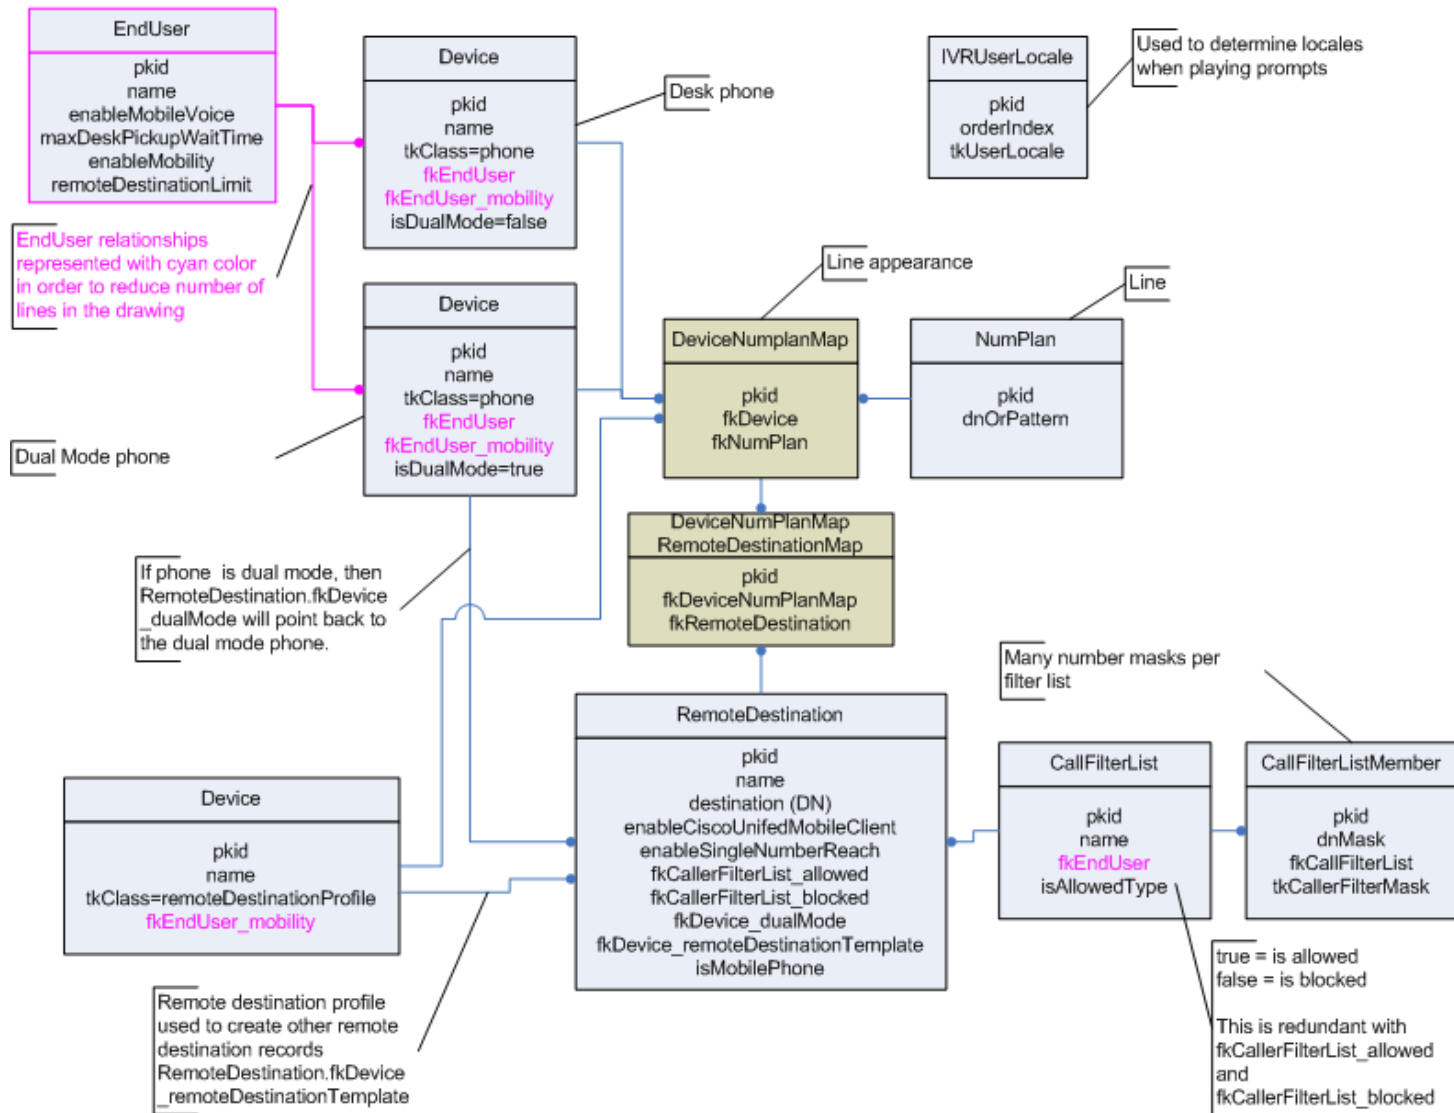 EndUser
pkid
name
enableMobileVoice
maxDeskPickupWaitTime
enableMobility
remoteDestinationLimit
Device
pkid
name
tkClass=phone
fkEndUser
fkEndUser_mobility
isDualMode=false
Desk phone
IVRUserLocale
pkid
orderIndex
tkUserLocale
Used to determine locales
when playing prompts
EndUser relationships
represented with cyan color
in order to reduce number of
lines in the drawing
Device
pkid
name
tkClass=phone
fkEndUser
fkEndUser_mobility
isDualMode=true
Dual Mode phone
Line appearance
Line
DeviceNumplanMap
pkid
fkDevice
fkNumPlan
NumPlan
pkid
dnOrPattern
DeviceNumPlanMap
RemoteDestinationMap
pkid
fkDeviceNumPlanMap
fkRemoteDestination
If phone is dual mode, then
RemoteDestination.fkDevice
_dualMode will point back to
the dual mode phone.
Many number masks per
filter list
RemoteDestination
pkid
name
destination (DN)
enableCiscoUnifedMobileClient
enableSingleNumberReach
fkCallerFilterList_allowed
fkCallerFilterList_blocked
fkDevice_dualMode
fkDevice_remoteDestinationTemplate
isMobilePhone
CallFilterList
pkid
name
fkEndUser
isAllowedType
CallFilterListMember
pkid
dnMask
fkCallFilterList
tkCallerFilterMask
Device
pkid
name
tkClass=remoteDestinationProfile
fkEndUser_mobility
Remote destination profile
used to create other remote
destination records
RemoteDestination.fkDevice
_remoteDestinationTemplate
true = is allowed
false = is blocked
This is redundant with
fkCallerFilterList_allowed
and
fkCallerFilterList_blocked